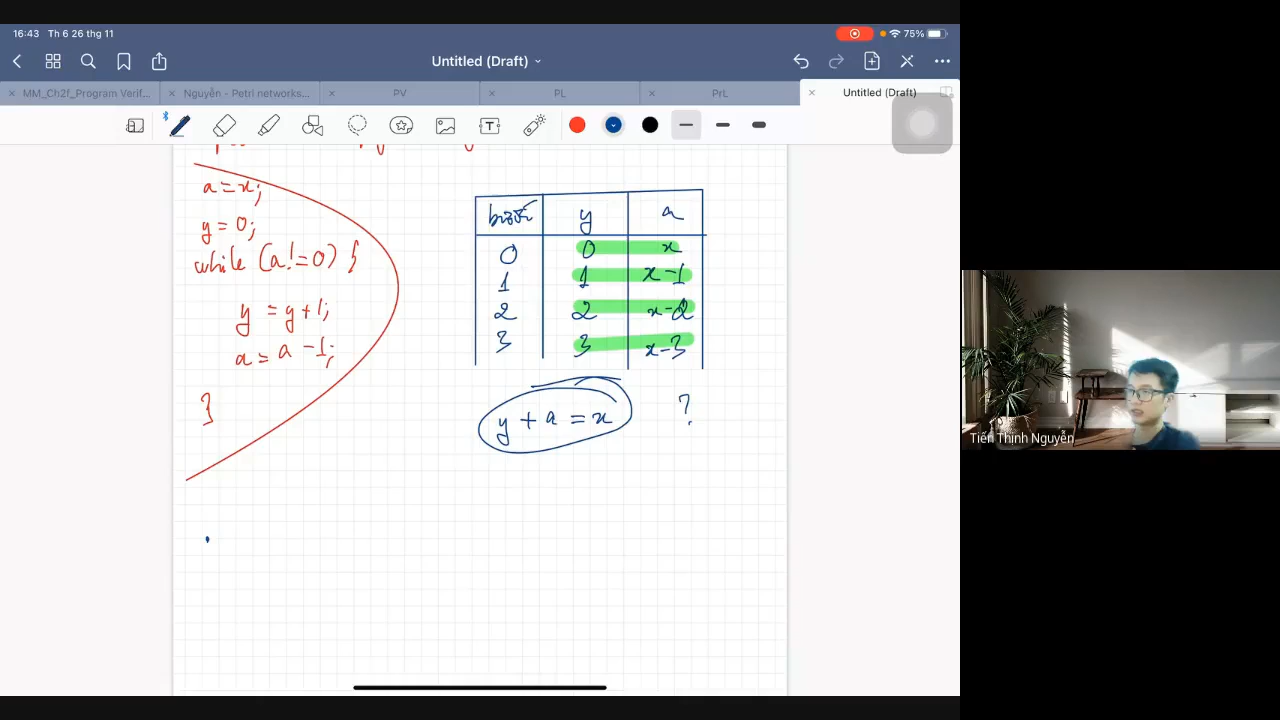 16:43 Th 6 26 thg 11
75%
Untitled (Draft)
MM_Ch2f_Program Verif...
Nguyễn - Petri networks...
PV
PL
PrL
Untitled (Draft)
a = x;
y = 0;
while (a! = 0) {
y = y + 1;
a = a - 1;
}
bước y a
0 0 x
1 1 x - 1
2 2 x - 2
3 3 x - 3
y + a = x ?
Tiến Thịnh Nguyễn